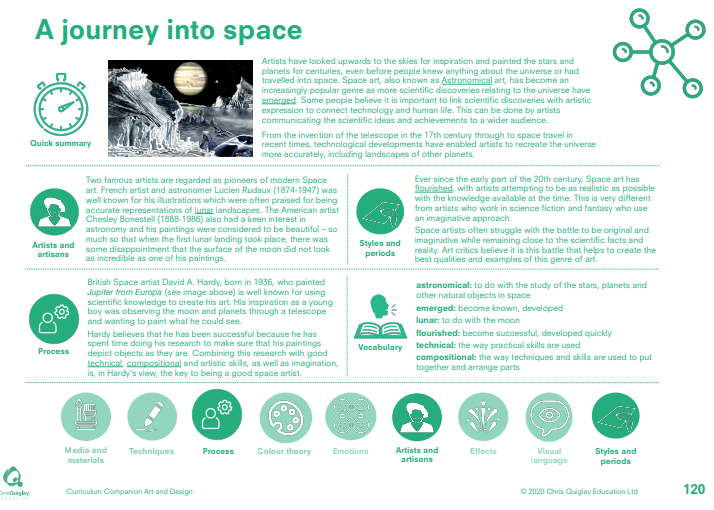 A journey into space
Artists have looked upwards to the skies for inspiration and painted the stars and
planets for centuries, even before people knew anything about the universe or had
travelled into space. Space art, also known as Astronomical art, has become an
increasingly popular genre as more scientific discoveries relating to the universe have
emerged. Some people believe it is important to link scientific discoveries with artistic
expression to connect technology and human life. This can be done by artists
communicating the scientific ideas and achievements to a wider audience.
From the invention of the telescope in the 17th century through to space travel in
recent times, technological developments have enabled artists to recreate the universe
more accurately, including landscapes of other planets.
Quick summary
Two famous artists are regarded as pioneers of modern Space
art. French artist and astronomer Lucien Rudaux (1874-1947) was
well known for his illustrations which were often praised for being
accurate representations of lunar landscapes. The American artist
Chesley Bonestell (1888-1986) also had a keen interest in
astronomy and his paintings were considered to be beautiful – so
much so that when the first lunar landing took place, there was
some disappointment that the surface of the moon did not look
as incredible as one of his paintings.
Artists and
artisans
Ever since the early part of the 20th century, Space art has
flourished, with artists attempting to be as realistic as possible
with the knowledge available at the time. This is very different
from artists who work in science fiction and fantasy who use
an imaginative approach.
Space artists often struggle with the battle to be original and
imaginative while remaining close to the scientific facts and
reality. Art critics believe it is this battle that helps to create the
best qualities and examples of this genre of art.
Styles and
periods
British Space artist David A. Hardy, born in 1936, who painted
Jupiter from Europa (see image above) is well known for using
scientific knowledge to create his art. His inspiration as a young
boy was observing the moon and planets through a telescope
and wanting to paint what he could see.
Hardy believes that he has been successful because he has
spent time doing his research to make sure that his paintings
depict objects as they are. Combining this research with good
technical, compositional and artistic skills, as well as imagination,
is, in Hardy's view, the key to being a good space artist.
Process
astronomical: to do with the study of the stars, planets and
other natural objects in space
emerged: become known, developed
lunar: to do with the moon
flourished: become successful, developed quickly
technical: the way practical skills are used
compositional: the way techniques and skills are used to put
together and arrange parts
Vocabulary
Media and
materials
Techniques
Process
Colour theory
Emotions
Artists and
artisans
Effects
Visual
language
Styles and
periods
ChrisQuigley
Curriculum Companion Art and Design
© 2020 Chris Quigley Education Ltd
120